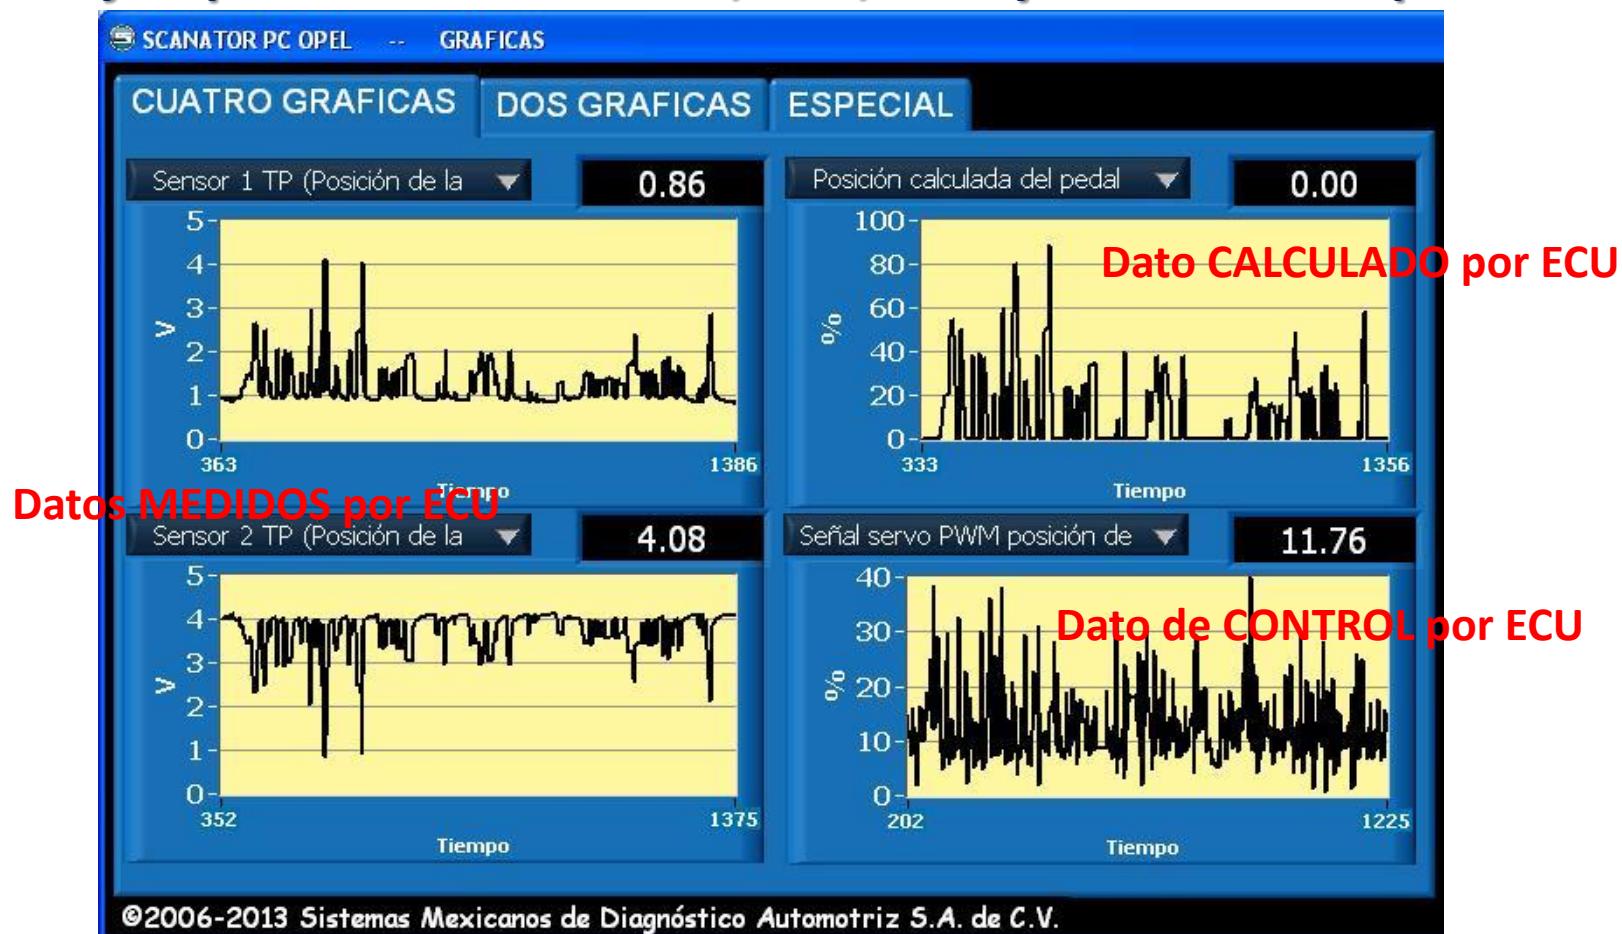 SCANATOR PC OPEL -- GRAFICAS
CUATRO GRAFICAS DOS GRAFICAS ESPECIAL
Sensor 1 TP (Posición de la 0.86
5
4
3
2
1
0
V
363 1386
Tiempo
Posición calculada del pedal 0.00
100
80
60
40
20
0
%
333 1356
Tiempo
Dato CALCULADO por ECU
Datos MEDIDOS por ECU
Sensor 2 TP (Posición de la 4.08
5
4
3
2
1
0
V
352 1375
Tiempo
Señal servo PWM posición de 11.76
40
30
20
10
0
%
202 1225
Tiempo
Dato de CONTROL por ECU
©2006-2013 Sistemas Mexicanos de Diagnóstico Automotriz S.A. de C.V.